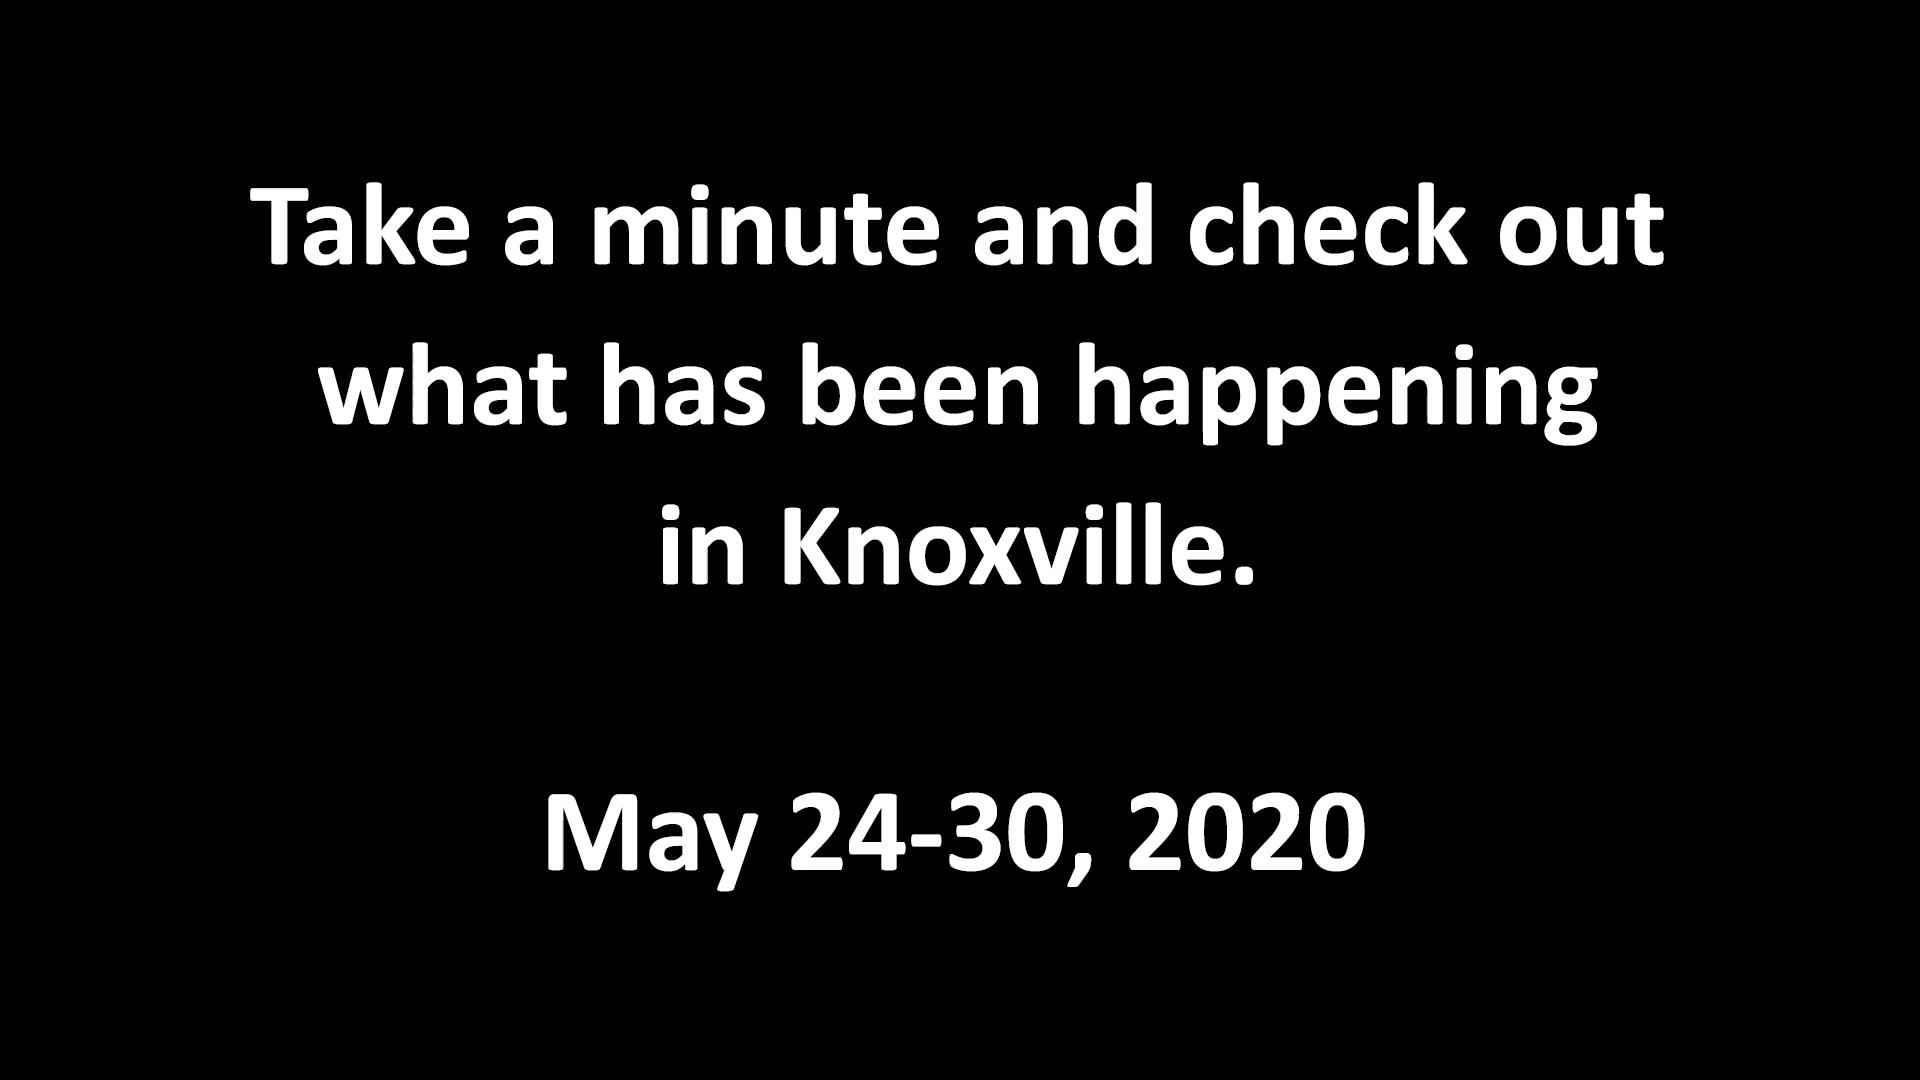 Take a minute and check out
what has been happening
in Knoxville.
May 24-30, 2020